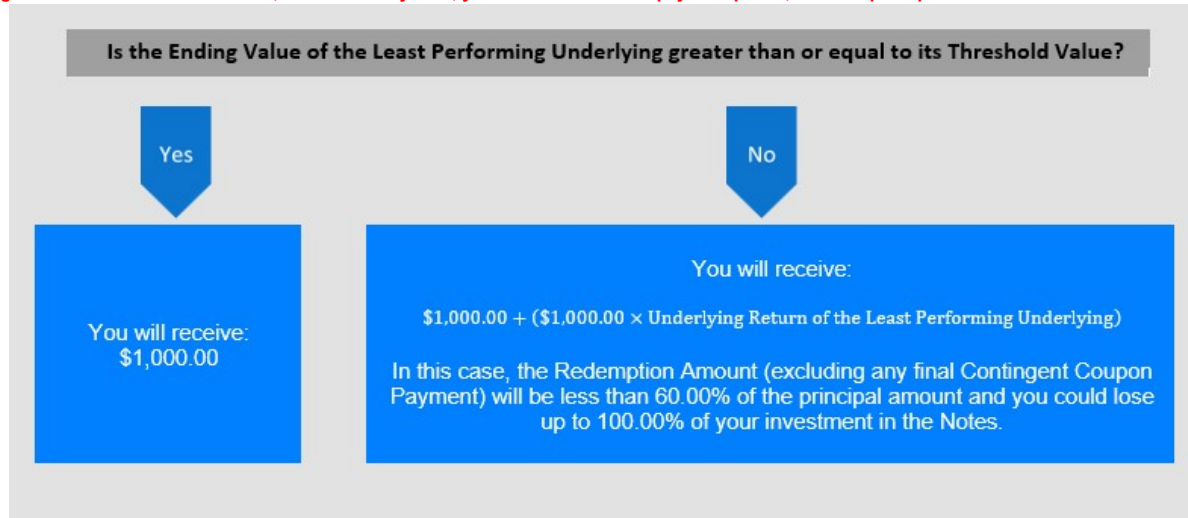 Is the Ending Value of the Least Performing Underlying greater than or equal to its Threshold Value?
Yes
No
You will receive:
$1,000.00
You will receive:
$1,000.00 + ($1,000.00 × Underlying Return of the Least Performing Underlying)
In this case, the Redemption Amount (excluding any final Contingent Coupon
Payment) will be less than 60.00% of the principal amount and you could lose
up to 100.00% of your investment in the Notes.